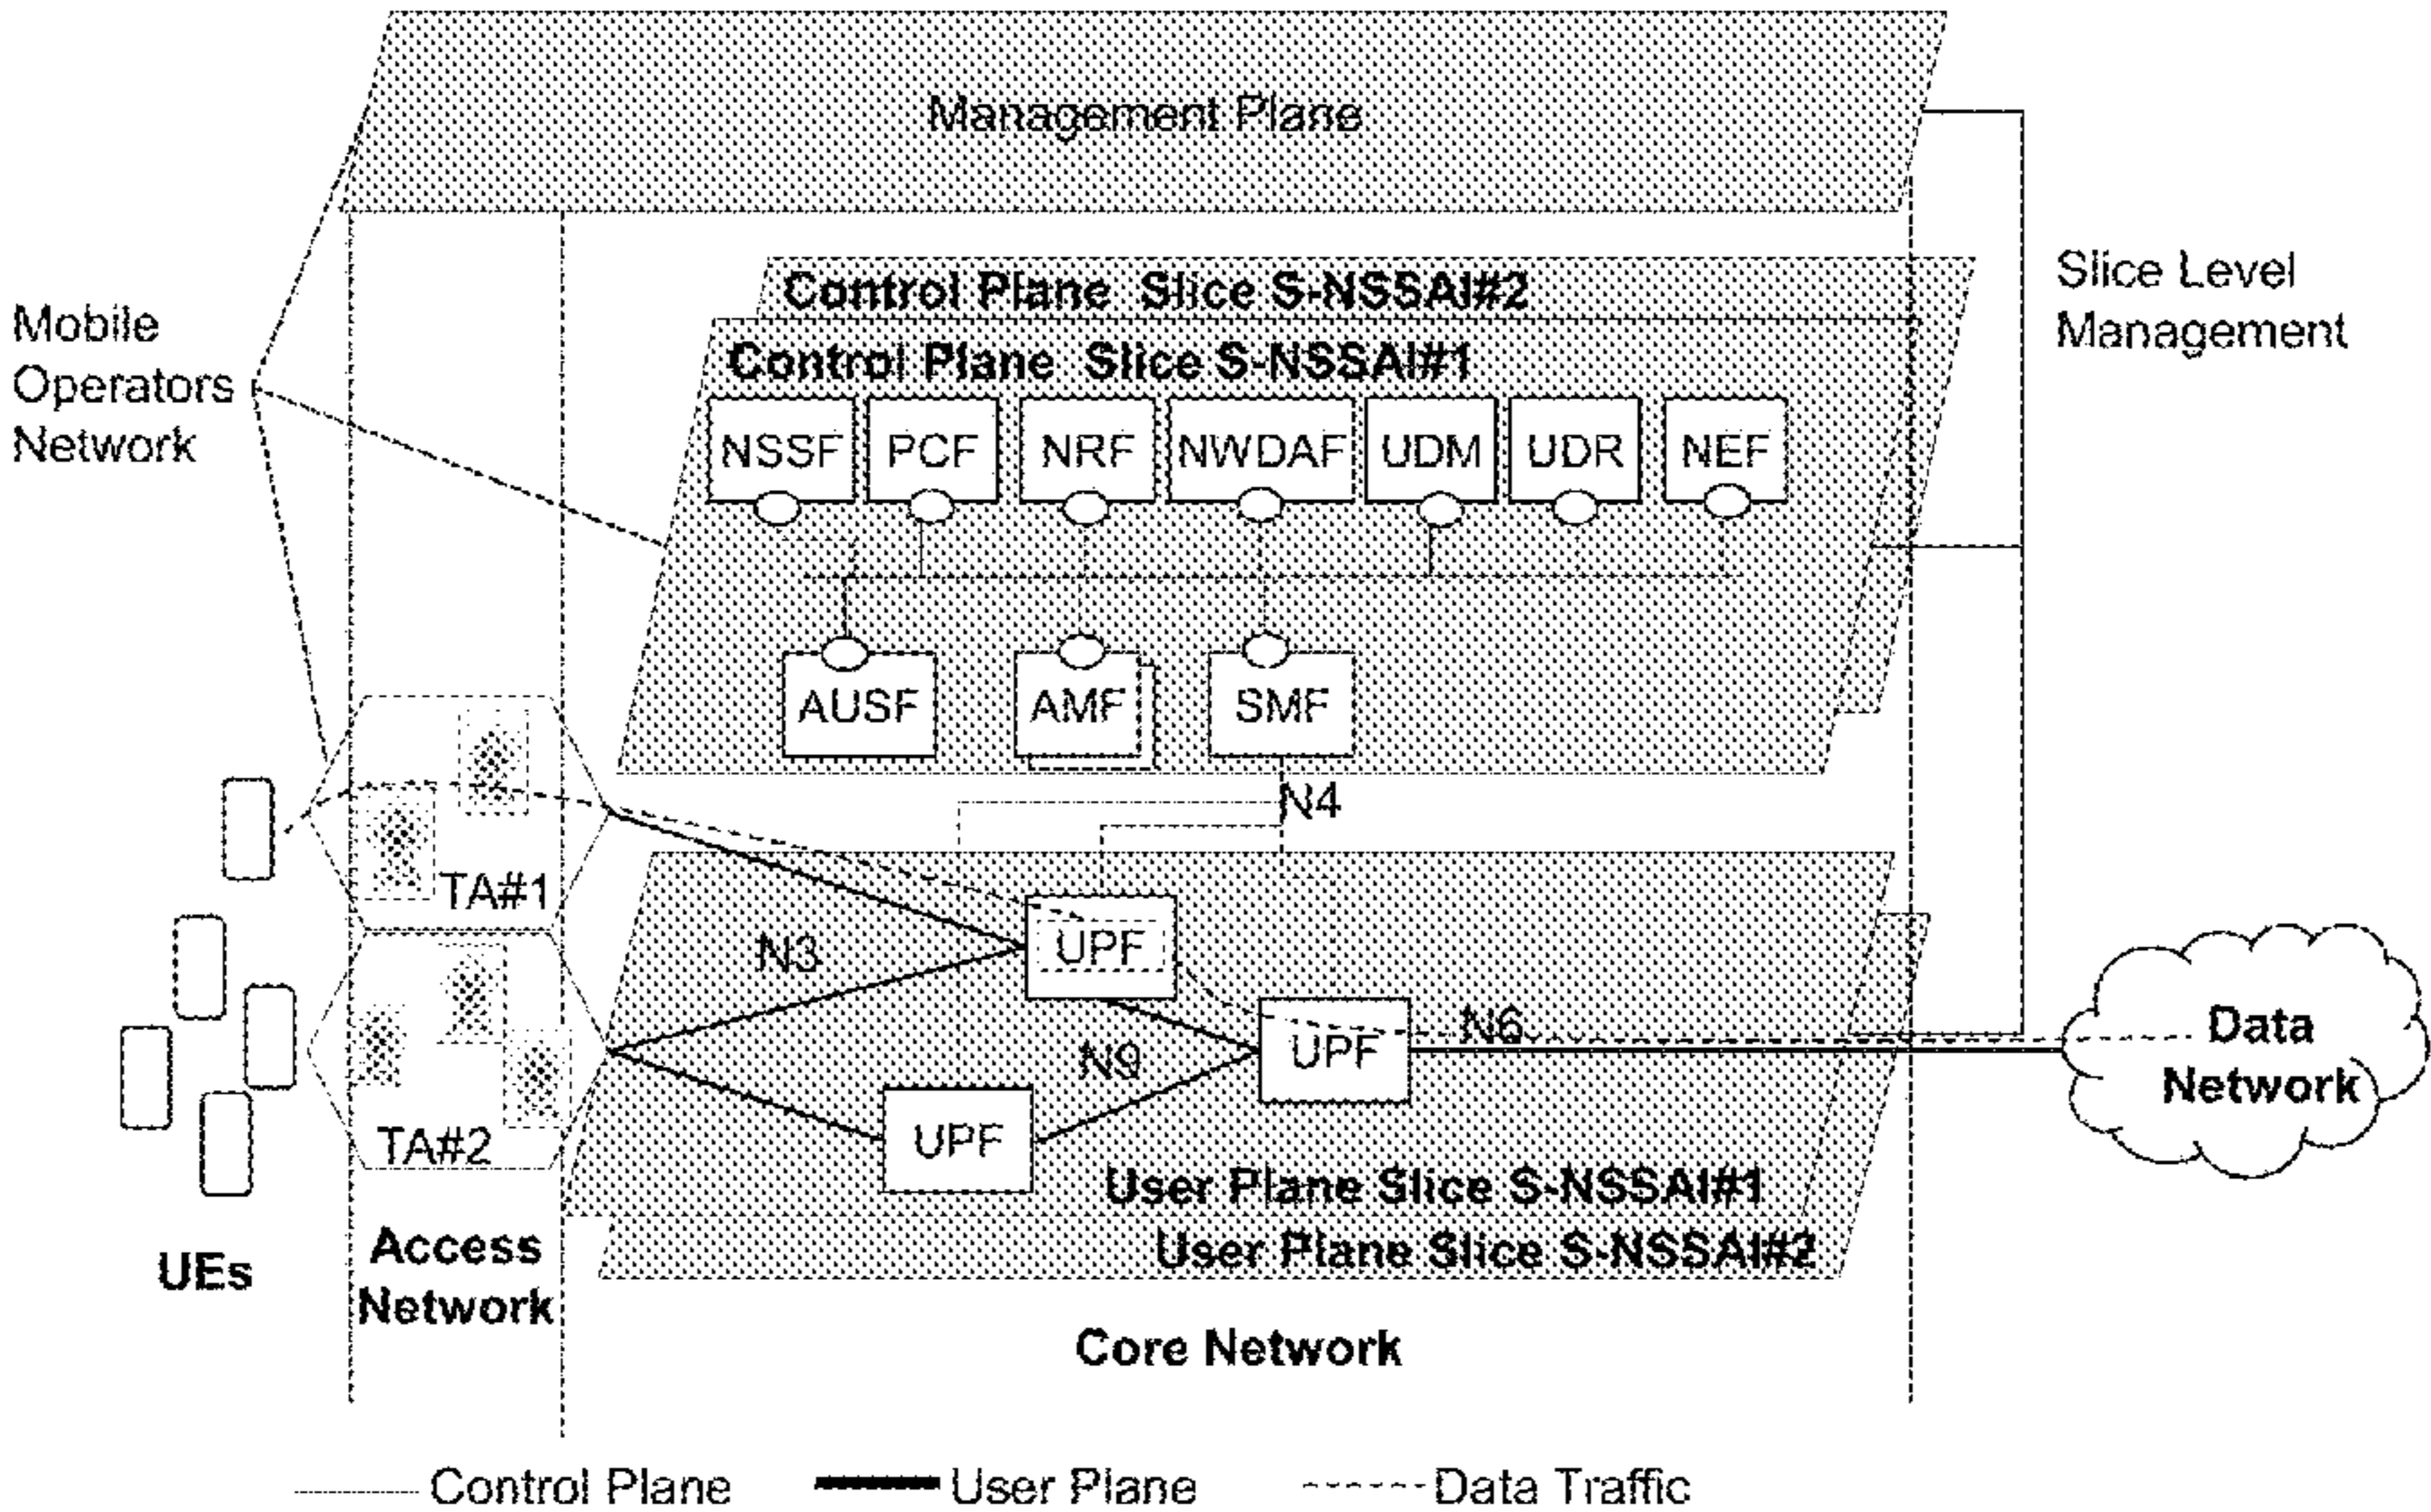 Management Plane
Control Plane Slice S-NSSAI#2
Slice Level
Management
Mobile
Operators
Network
Control Plane Slice S-NSSAI#1
NSSF
PCF
NRF
NWDAF
UDM
UDR
NEF
AUSF
AMF
SMF
N4
TA#1
N3
UPF
N6
UPF
N9
UPF
TA#2
Data
Network
User Plane Slice S-NSSAI#1
User Plane Slice S-NSSAI#2
UEs
Access
Network
Core Network
Control Plane
User Plane
Data Traffic